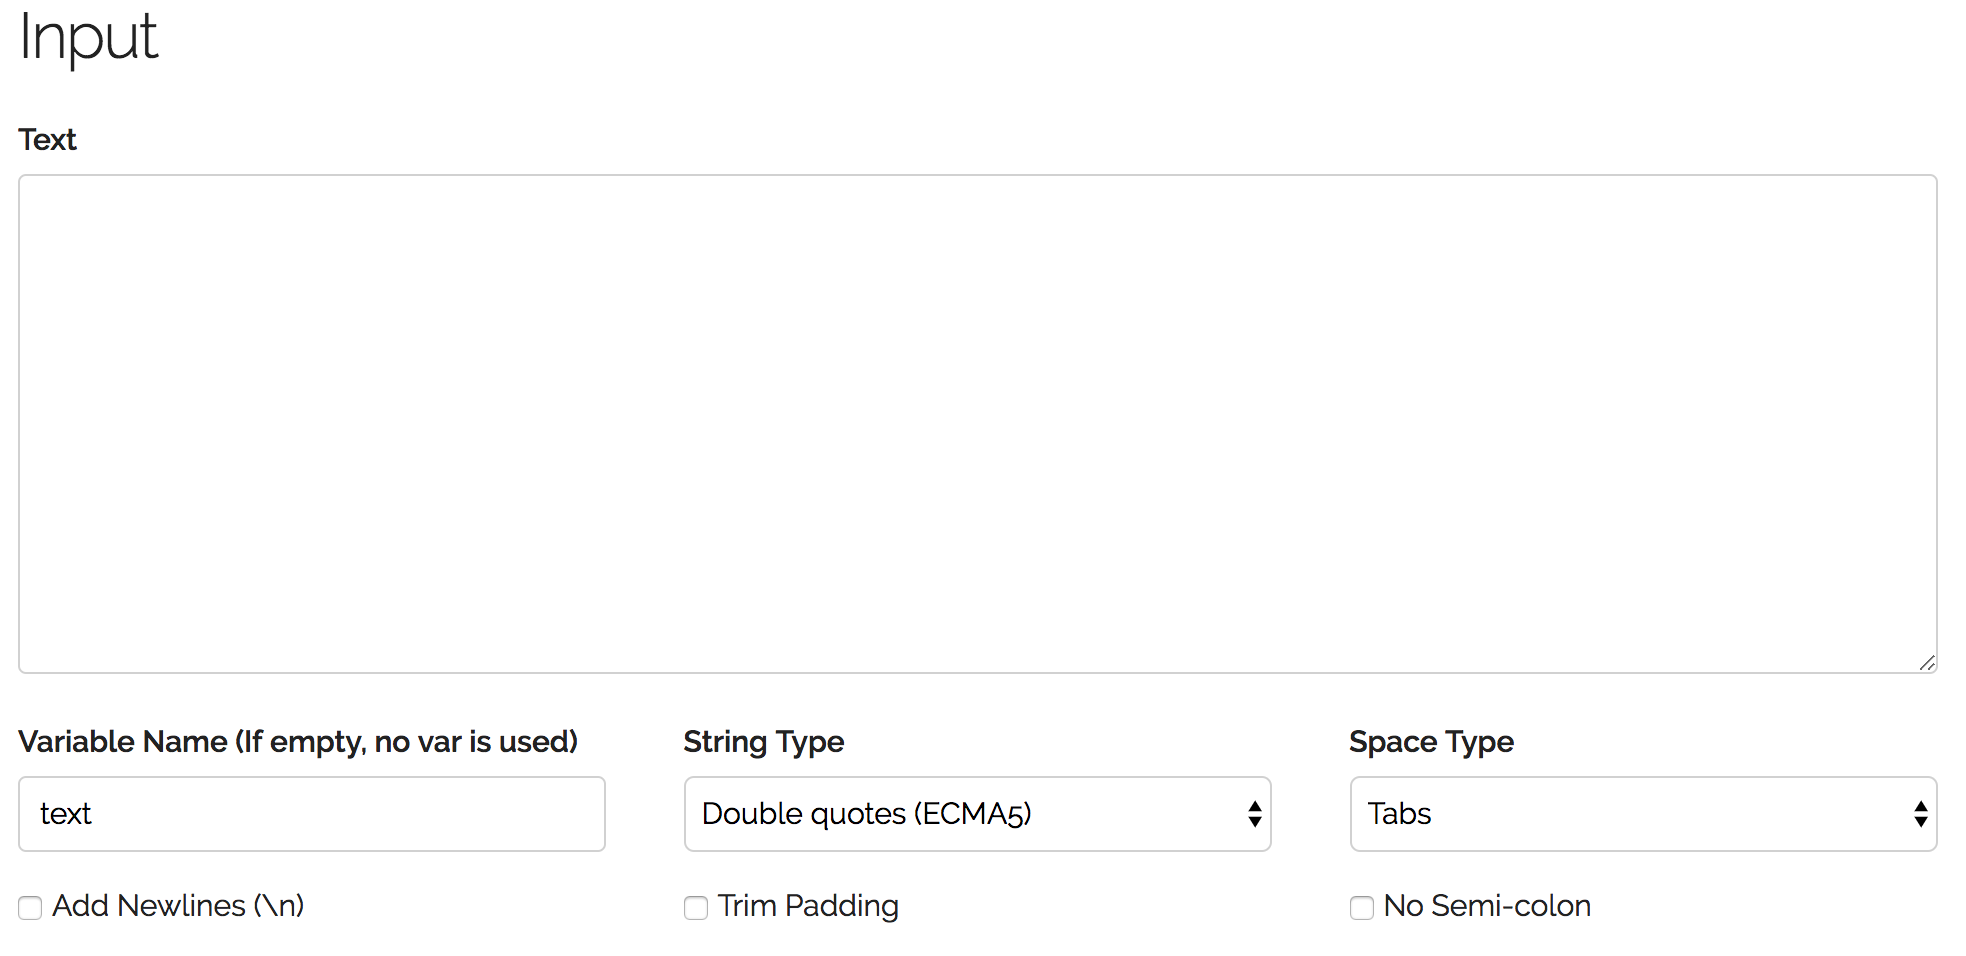 Input
Text
Variable Name (If empty, no var is used)
String Type
Space Type
text
Double quotes (ECMA5)
Tabs
Add Newlines (\n)
Trim Padding
No Semi-colon